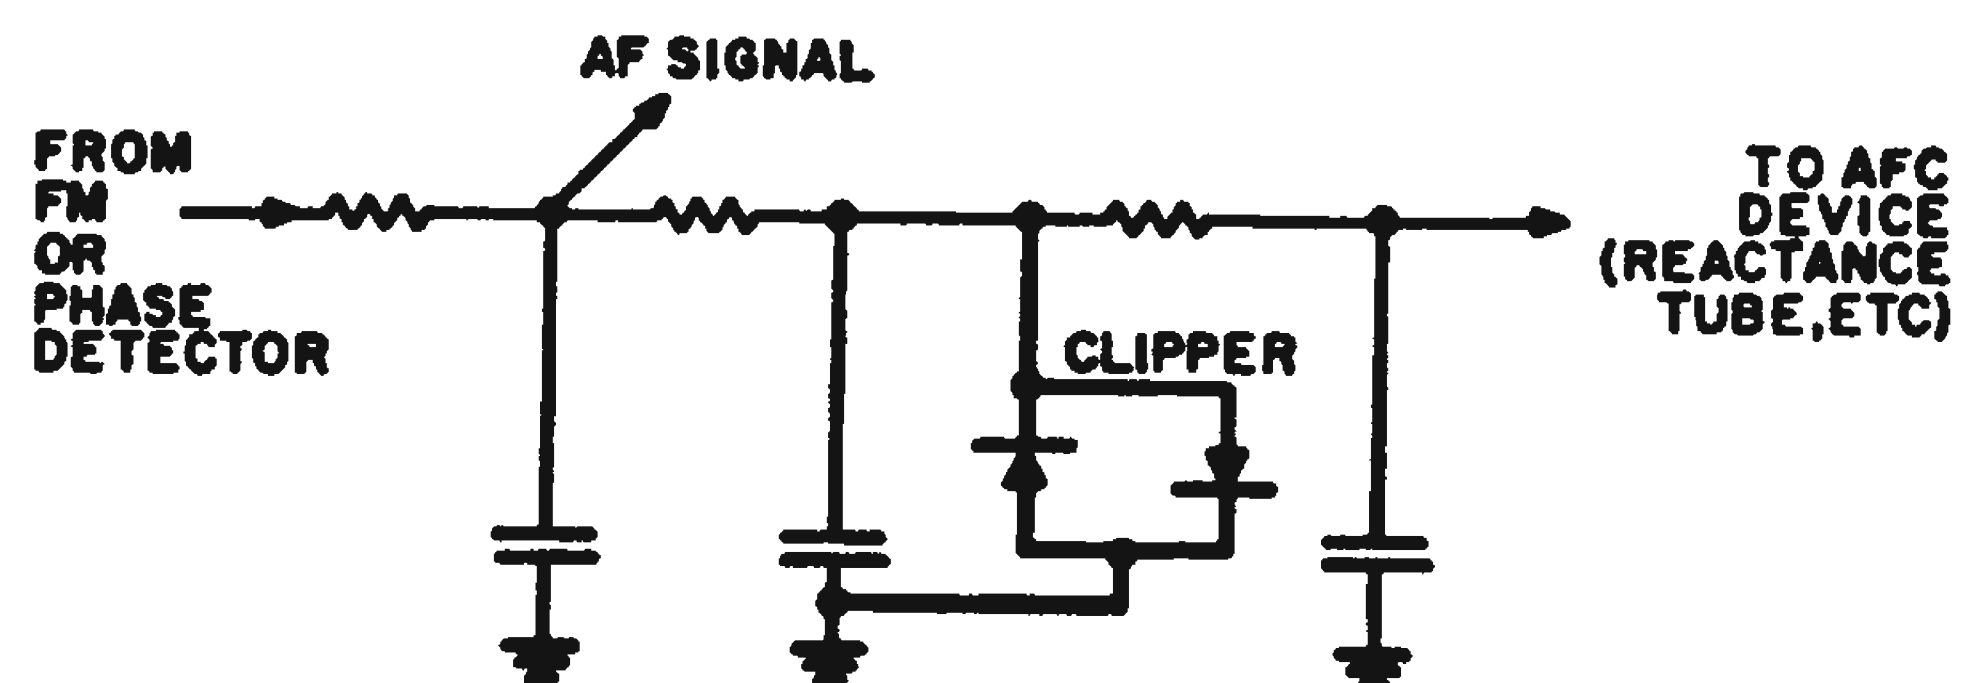 AF SIGNAL
FROM
FM
OR
PHASE
DETECTOR
TO AFC
DEVICE
(REACTANCE
TUBE, ETC)
CLIPPER